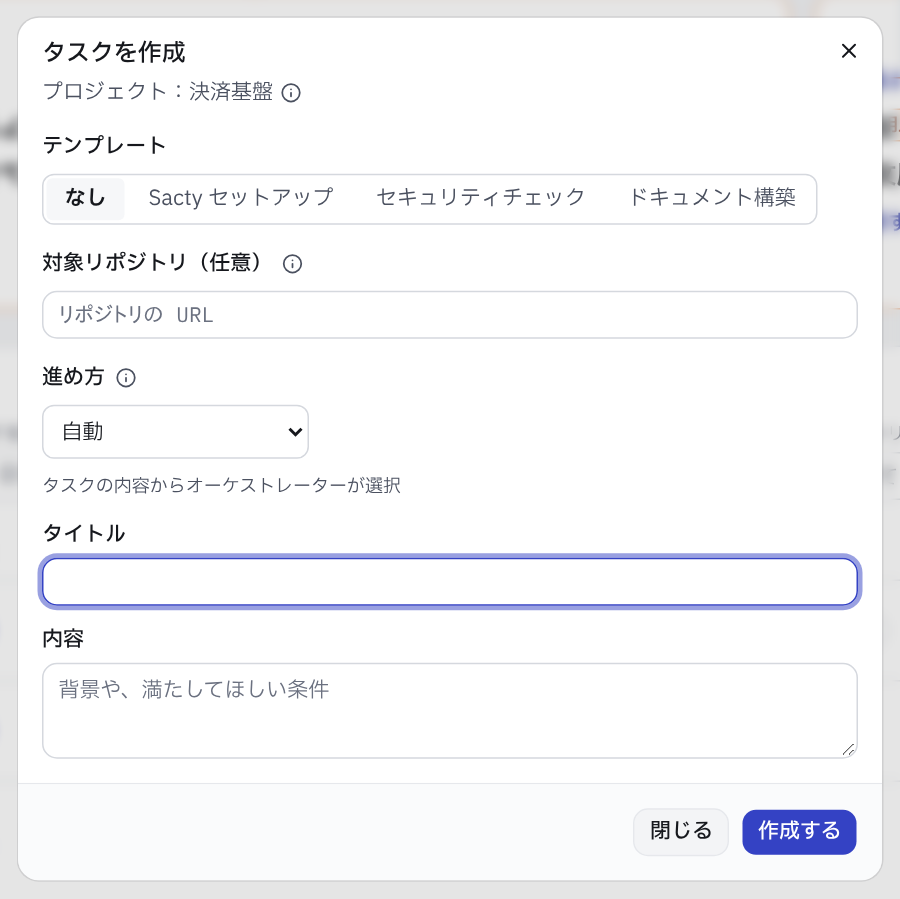 タスクを作成
プロジェクト：決済基盤
テンプレート
なし Sacty セットアップ セキュリティチェック ドキュメント構築
対象リポジトリ（任意）
リポジトリの URL
進め方
自動
タスクの内容からオーケストレーターが選択
タイトル
内容
背景や、満たしてほしい条件
閉じる 作成する